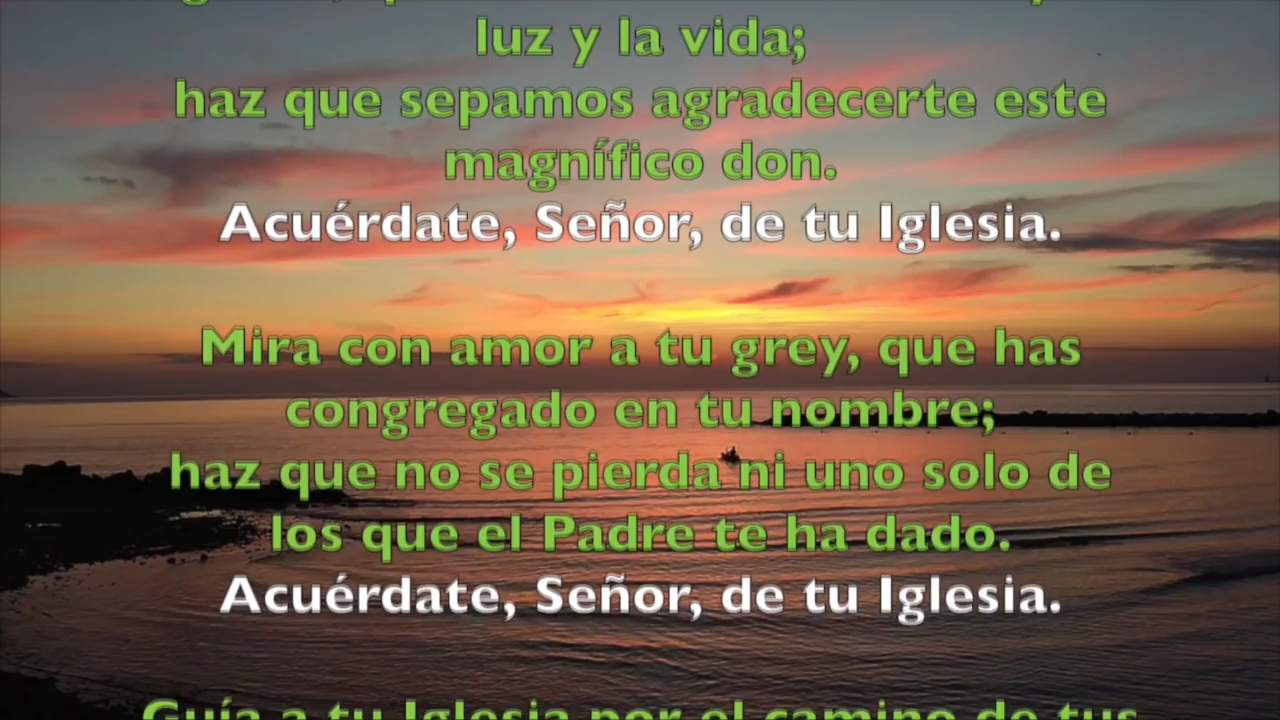 luz y la vida;
haz que sepamos agradecerte este
magnífico don.
Acuérdate, Señor, de tu Iglesia.
Mira con amor a tu grey, que has
congregado en tu nombre;
haz que no se pierda ni uno solo de
los que el Padre te ha dado.
Acuérdate, Señor, de tu Iglesia.
Guía a tu Iglesia por el camino de tus